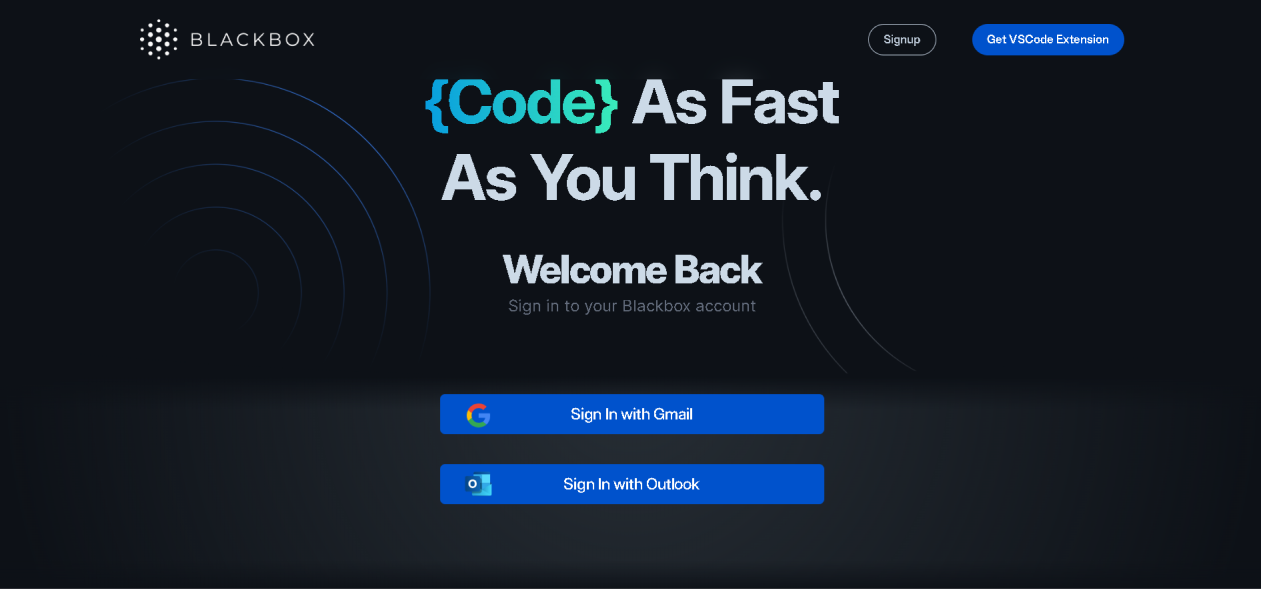 BLACKBOX
Signup
Get VSCode Extension
{Code} As Fast
As You Think.
Welcome Back
Sign in to your Blackbox account
Sign In with Gmail
Sign In with Outlook